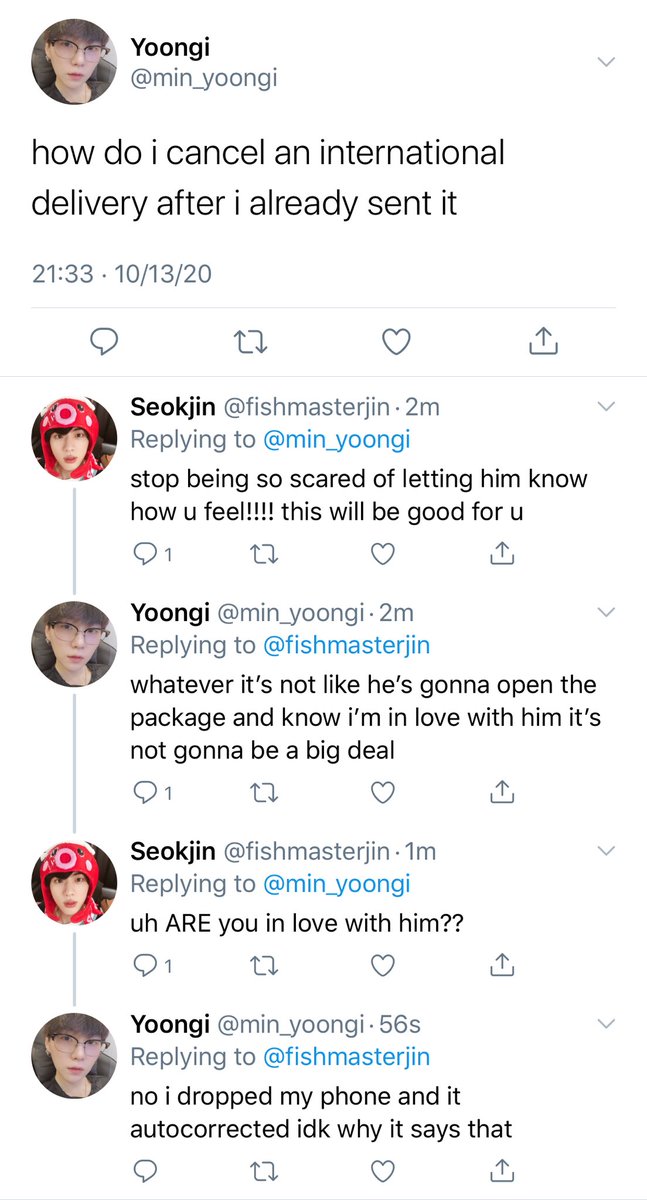 Yoongi
@min_yoongi
how do i cancel an international
delivery after i already sent it
21:33 · 10/13/20
Seokjin @fishmasterjin · 2m
Replying to @min_yoongi
stop being so scared of letting him know
how u feel!!!! this will be good for u
1
Yoongi @min_yoongi · 2m
Replying to @fishmasterjin
whatever it’s not like he’s gonna open the
package and know i’m in love with him it’s
not gonna be a big deal
1
Seokjin @fishmasterjin · 1m
Replying to @min_yoongi
uh ARE you in love with him??
1
Yoongi @min_yoongi · 56s
Replying to @fishmasterjin
no i dropped my phone and it
autocorrected idk why it says that